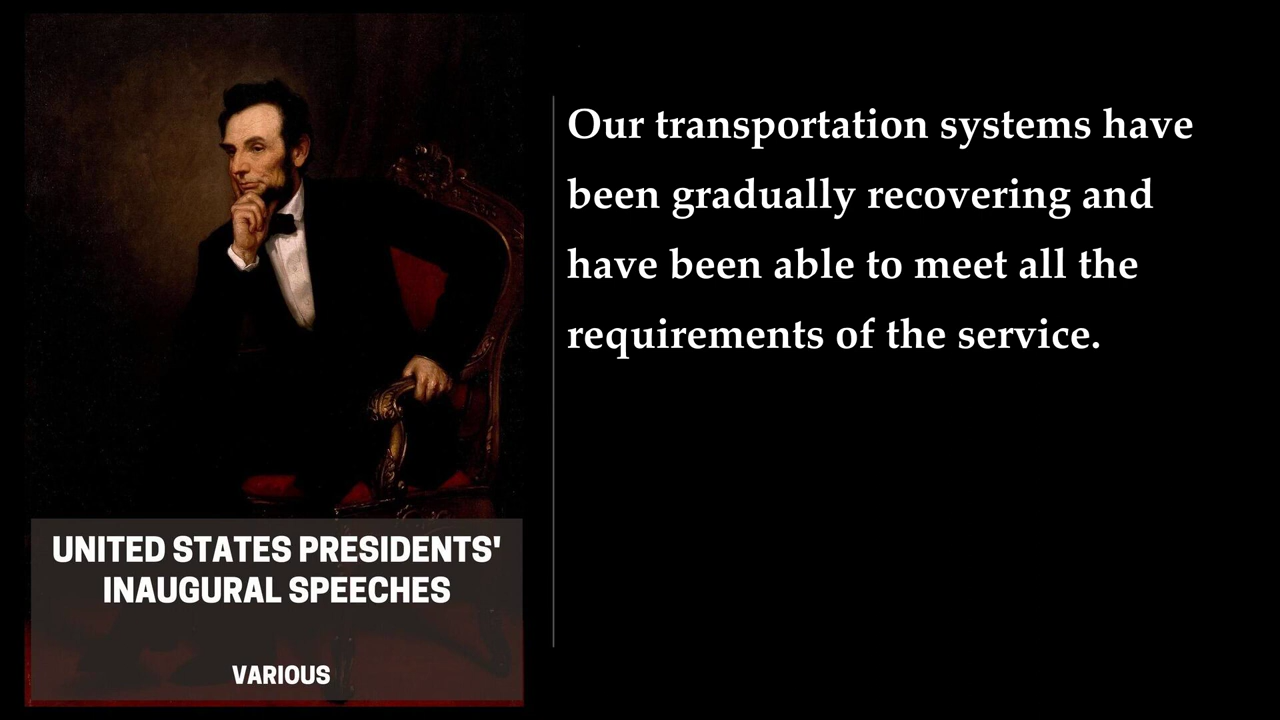 Our transportation systems have
been gradually recovering and
have been able to meet all the
requirements of the service.
UNITED STATES PRESIDENTS'
INAUGURAL SPEECHES
VARIOUS